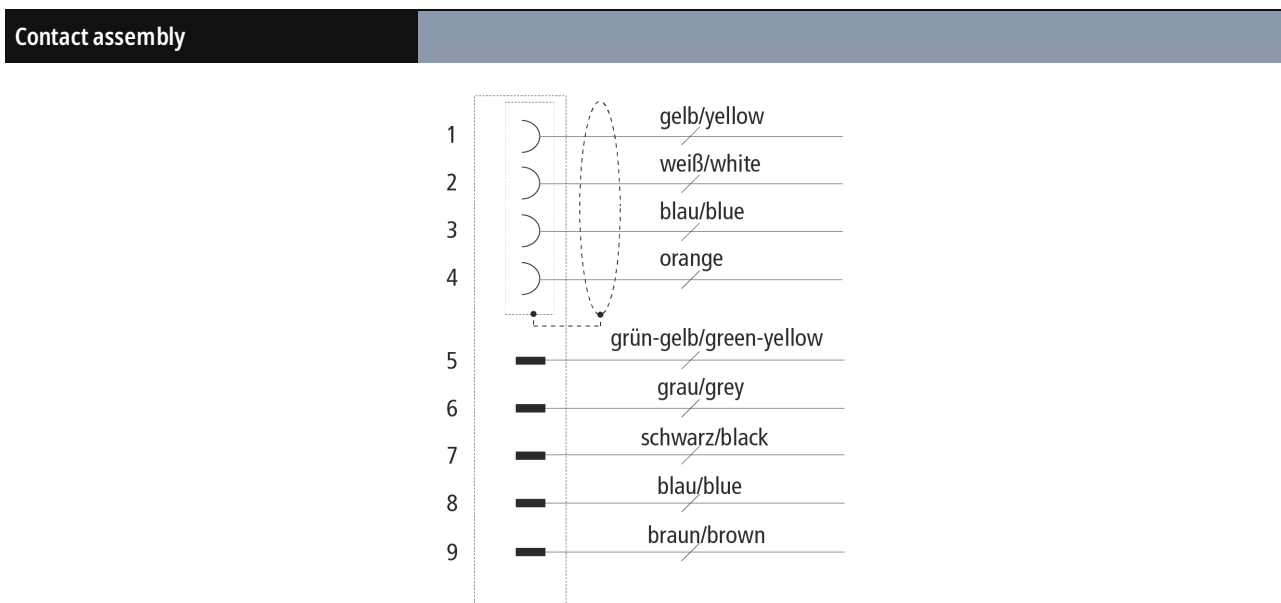 Contact assembly
1 gelb/yellow
2 weiß/white
3 blau/blue
4 orange
5 grün-gelb/green-yellow
6 grau/grey
7 schwarz/black
8 blau/blue
9 braun/brown